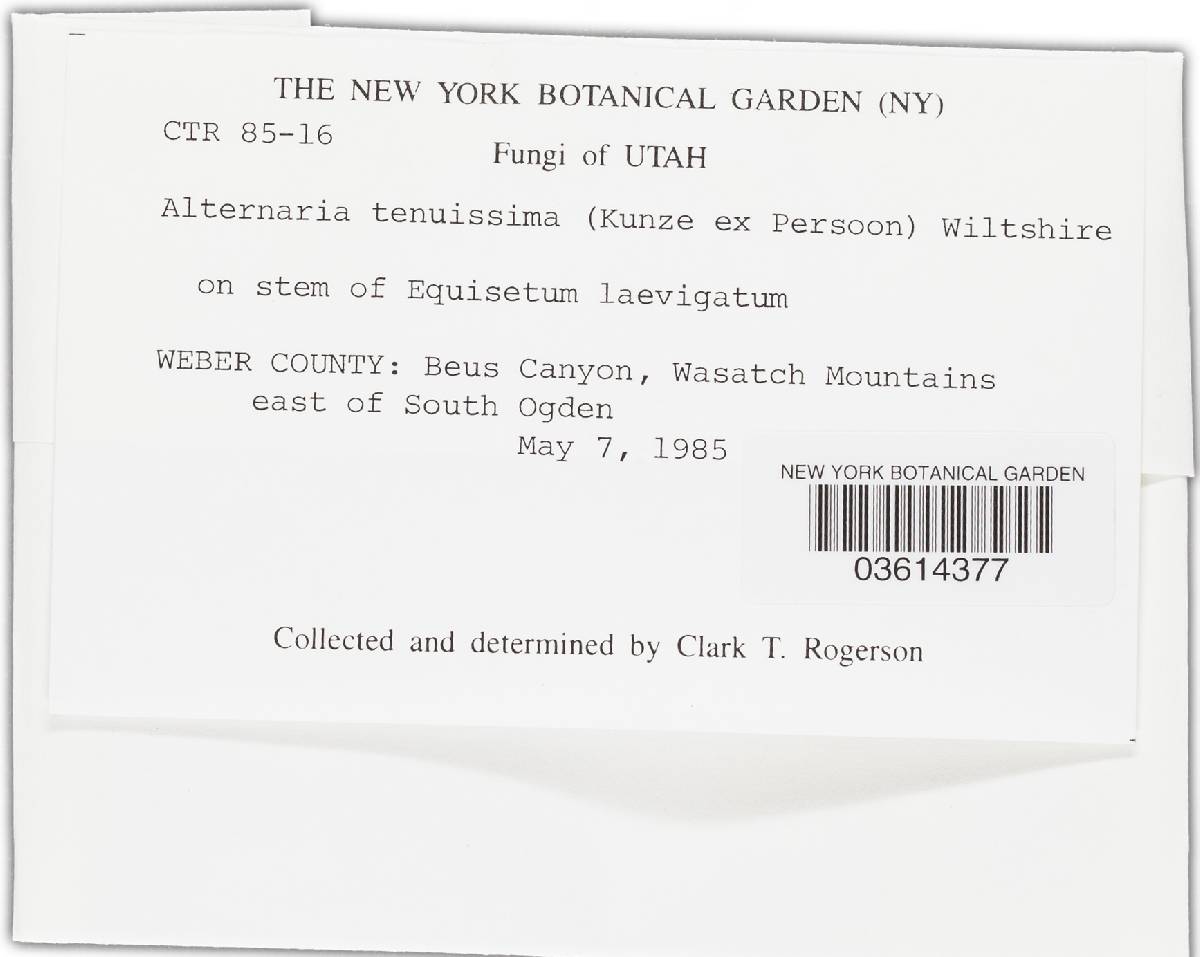 THE NEW YORK BOTANICAL GARDEN (NY)
CTR 85-16
Fungi of UTAH
Alternaria tenuissima (Kunze ex Persoon) Wiltshire
on stem of Equisetum laevigatum
WEBER COUNTY: Beus Canyon, Wasatch Mountains
east of South Ogden
May 7, 1985
NEW YORK BOTANICAL GARDEN
03614377
Collected and determined by Clark T. Rogerson